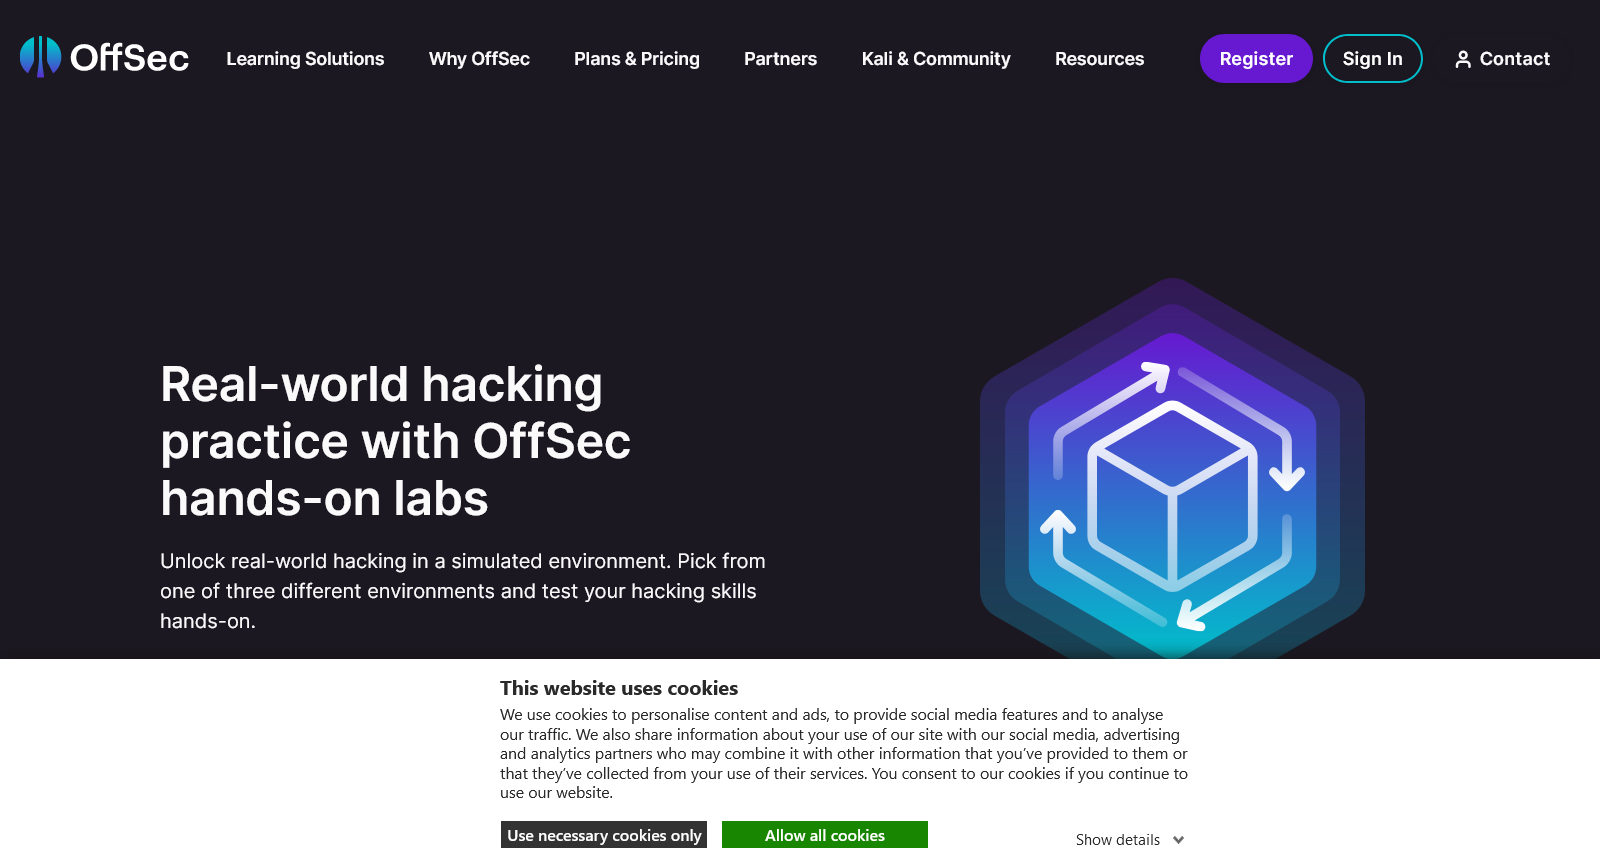 OffSec
Learning Solutions
Why OffSec
Plans & Pricing
Partners
Kali & Community
Resources
Register
Sign In
Contact
Real-world hacking
practice with OffSec
hands-on labs
Unlock real-world hacking in a simulated environment. Pick from
one of three different environments and test your hacking skills
hands-on.
This website uses cookies
We use cookies to personalise content and ads, to provide social media features and to analyse
our traffic. We also share information about your use of our site with our social media, advertising
and analytics partners who may combine it with other information that you’ve provided to them or
that they’ve collected from your use of their services. You consent to our cookies if you continue to
use our website.
Use necessary cookies only
Allow all cookies
Show details